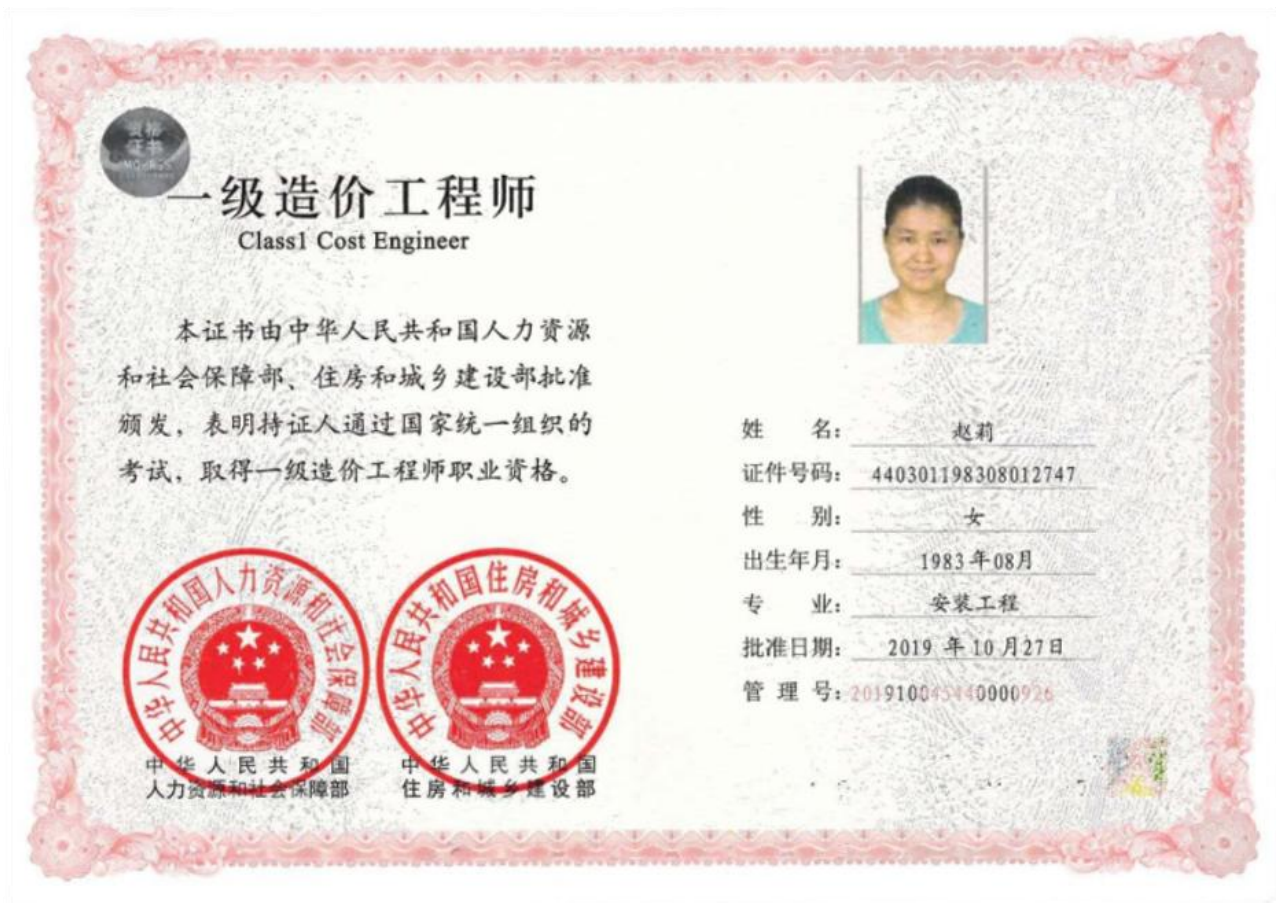 资格
证书
一级造价工程师
Class1 Cost Engineer
本证书由中华人民共和国人力资源
和社会保障部、住房和城乡建设部批准
颁发，表明持证人通过国家统一组织的
考试，取得一级造价工程师职业资格。
中华人民共和国人力资源和社会保障部
中华人民共和国
人力资源和社会保障部
中华人民共和国住房和城乡建设部
中华人民共和国
住房和城乡建设部
姓 名：赵莉
证件号码：440301198308012747
性 别：女
出生年月：1983年08月
专 业：安装工程
批准日期：2019 年 10 月27日
管 理 号：201910045440000926